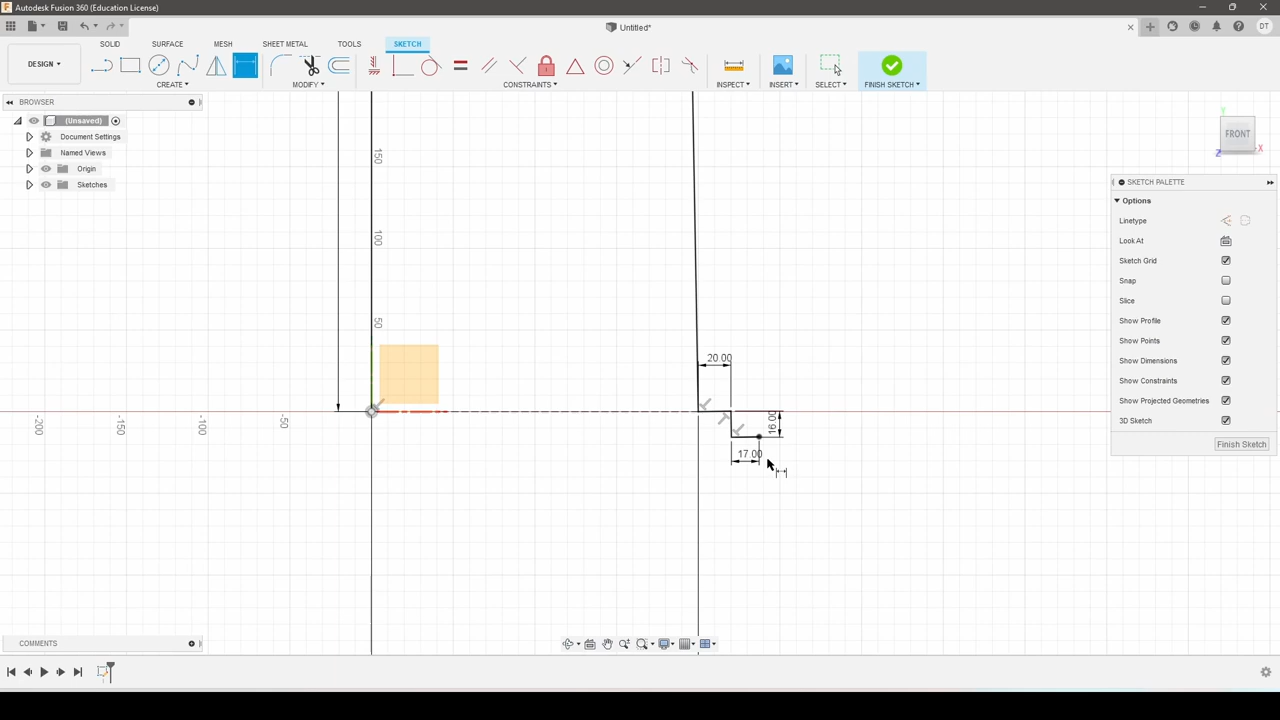 Autodesk Fusion 360 (Education License)
Untitled*
DT
DESIGN
SOLID SURFACE MESH SHEET METAL TOOLS SKETCH
CREATE MODIFY CONSTRAINTS INSPECT INSERT SELECT FINISH SKETCH
BROWSER
(Unsaved)
Document Settings
Named Views
Origin
Sketches
150
100
50
-200
-150
-100
-50
20.00
16.00
17.00
Y
FRONT
X
Z
SKETCH PALETTE
Options
Linetype
Look At
Sketch Grid
Snap
Slice
Show Profile
Show Points
Show Dimensions
Show Constraints
Show Projected Geometries
3D Sketch
Finish Sketch
COMMENTS